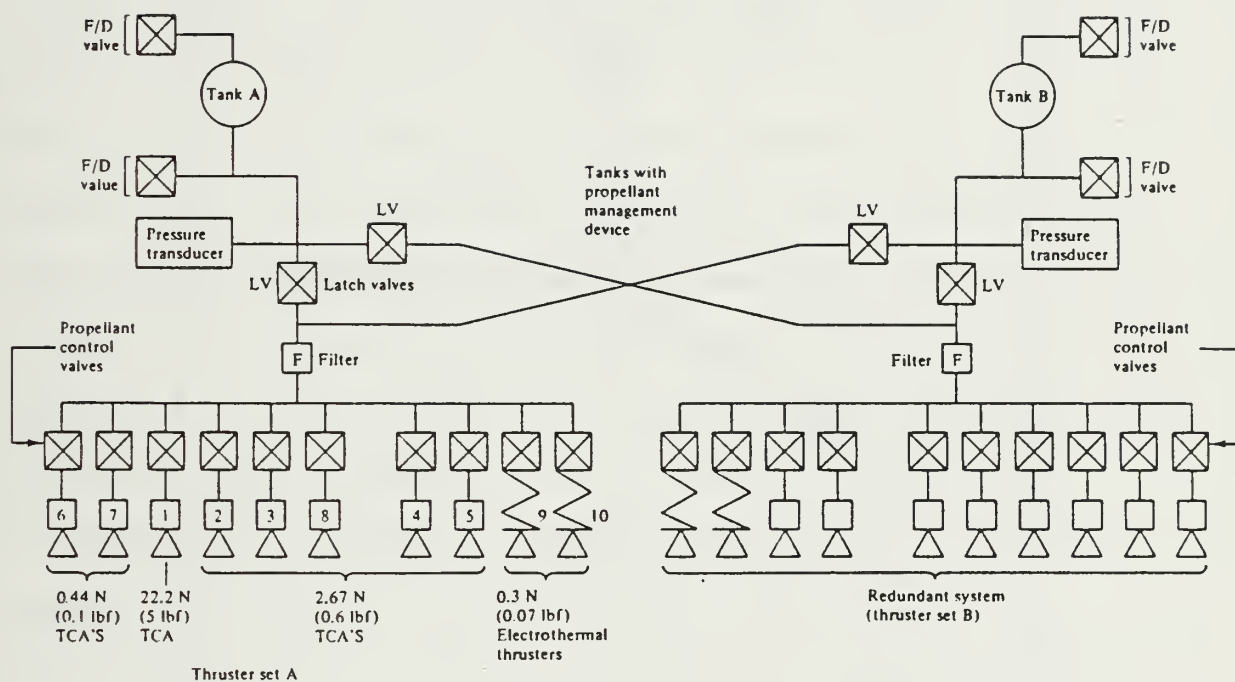 F/D
valve
Tank A
F/D
value
Pressure
transducer
LV
LV
Latch valves
Tanks with
propellant
management
device
F/D
valve
Tank B
F/D
valve
LV
Pressure
transducer
LV
Propellant
control
valves
F
Filter
Filter
F
Propellant
control
valves
6
7
1
2
3
8
4
5
9
10
0.44 N
(0.1 lbf)
TCA'S
22.2 N
(5 lbf)
TCA
2.67 N
(0.6 lbf)
TCA'S
0.3 N
(0.07 lbf)
Electrothermal
thrusters
Thruster set A
Redundant system
(thruster set B)